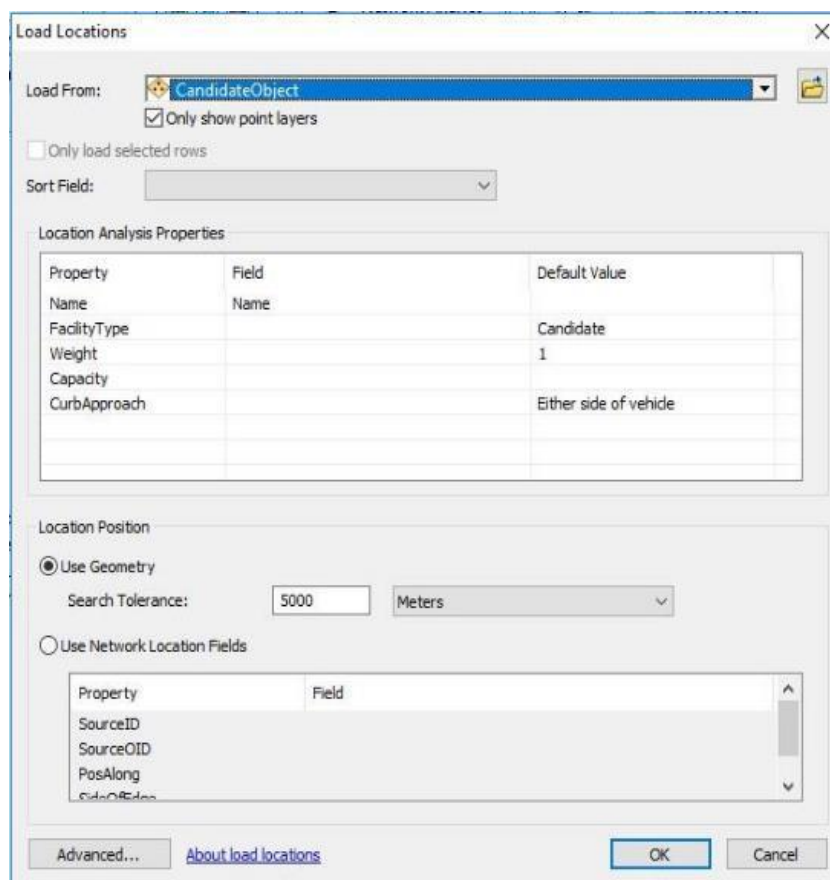 Load Locations
Load From: CandidateObject
Only show point layers
Only load selected rows
Sort Field:
Location Analysis Properties
Property Field Default Value
Name Name
FacilityType Candidate
Weight 1
Capacity
CurbApproach Either side of vehicle
Location Position
Use Geometry
Search Tolerance: 5000 Meters
Use Network Location Fields
Property Field
SourceID
SourceOID
PosAlong
SideOfEdge
Advanced... About load locations OK Cancel